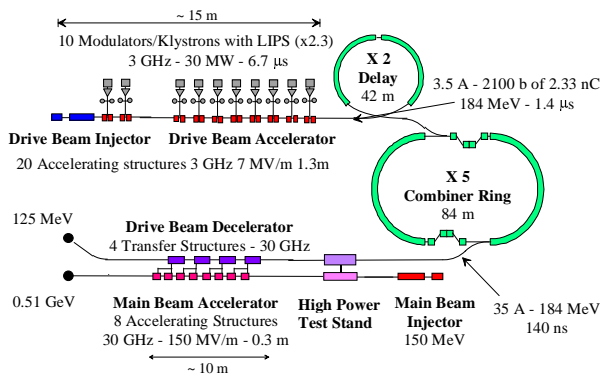 ~ 15 m
10 Modulators/Klystrons with LIPS (x2.3)
3 GHz - 30 MW - 6.7 µs
X 2
Delay
42 m
3.5 A - 2100 b of 2.33 nC
184 MeV - 1.4 µs
Drive Beam Injector
Drive Beam Accelerator
20 Accelerating structures 3 GHz 7 MV/m 1.3m
X 5
Combiner Ring
84 m
125 MeV
Drive Beam Decelerator
4 Transfer Structures - 30 GHz
0.51 GeV
Main Beam Accelerator
8 Accelerating Structures
30 GHz - 150 MV/m - 0.3 m
~ 10 m
High Power
Test Stand
Main Beam
Injector
150 MeV
35 A - 184 MeV
140 ns